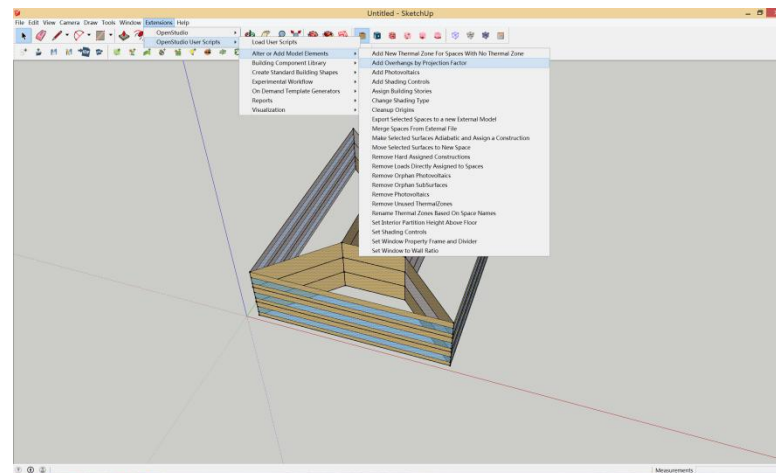 Untitled - SketchUp
File Edit View Camera Draw Tools Window Extensions Help
OpenStudio
OpenStudio User Scripts
Load User Scripts
Alter or Add Model Elements
Building Component Library
Create Standard Building Shapes
Experimental Workflow
On Demand Template Generators
Reports
Visualization
Add New Thermal Zone For Spaces With No Thermal Zone
Add Overhangs by Projection Factor
Add Photovoltaics
Add Shading Controls
Assign Building Stories
Change Shading Type
Cleanup Origins
Export Selected Spaces to a new External Model
Merge Spaces From External File
Make Selected Surfaces Adiabatic and Assign a Construction
Move Selected Surfaces to New Space
Remove Hard Assigned Constructions
Remove Loads Directly Assigned to Spaces
Remove Orphan Photovoltaics
Remove Orphan SubSurfaces
Remove Photovoltaics
Remove Unused ThermalZones
Rename Thermal Zones Based On Space Names
Set Interior Partition Height Above Floor
Set Shading Controls
Set Window Property Frame and Divider
Set Window to Wall Ratio
Measurements